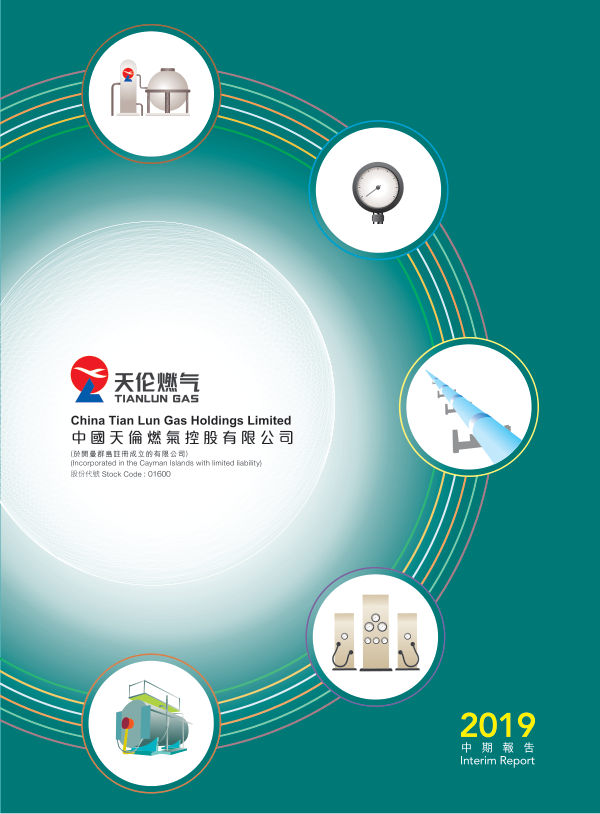 天伦燃气
TIANLUN GAS
China Tian Lun Gas Holdings Limited
中國天倫燃氣控股有限公司
(於開曼群島註冊成立的有限公司)
(Incorporated in the Cayman Islands with limited liability)
股份代號 Stock Code : 01600
2019
中期報告
Interim Report